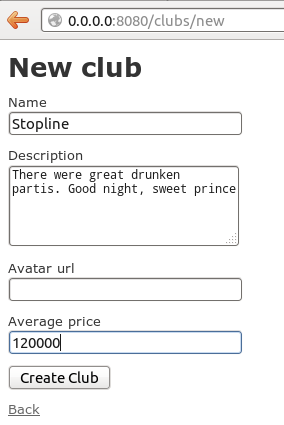 0.0.0.0:8080/clubs/new
New club
Name
Stopline
Description
There were great drunken
partis. Good night, sweet prince
Avatar url
Average price
120000
Create Club
Back